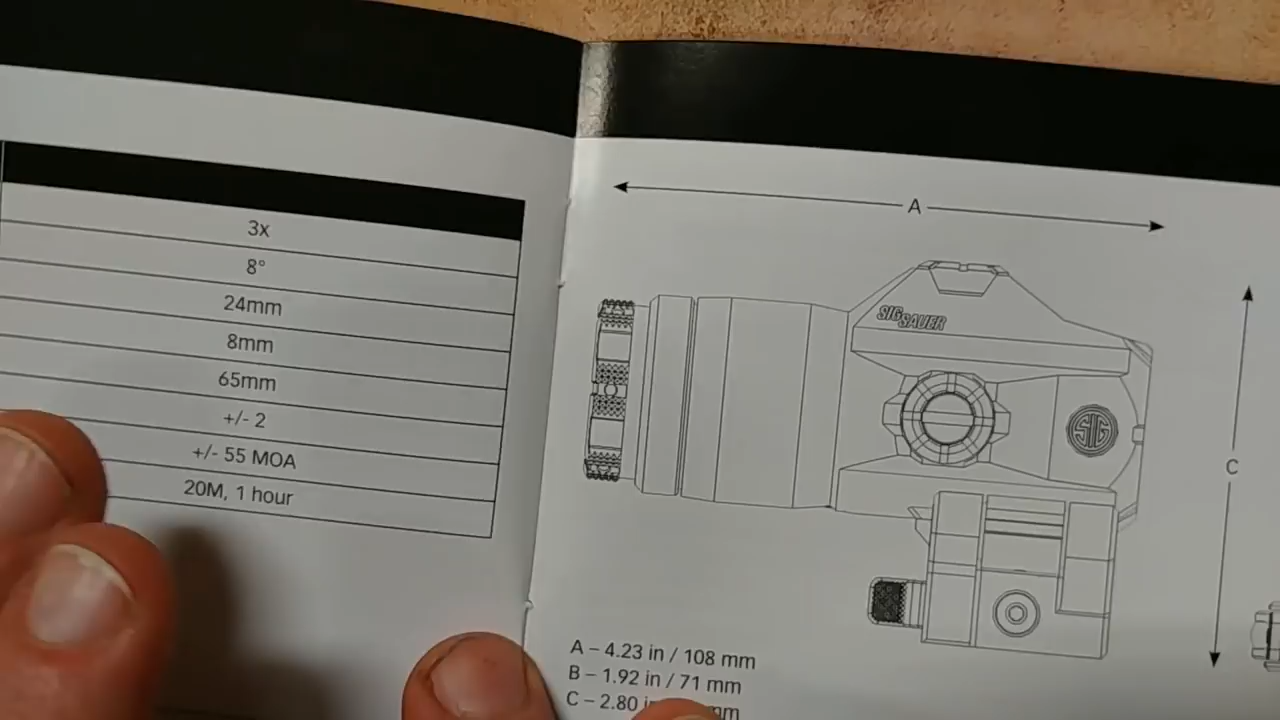 3x
8°
24mm
8mm
65mm
+/- 2
+/- 55 MOA
20M, 1 hour
A
SIG SAUER
SIG
C
A – 4.23 in / 108 mm
B – 1.92 in / 71 mm
C – 2.80 in mm